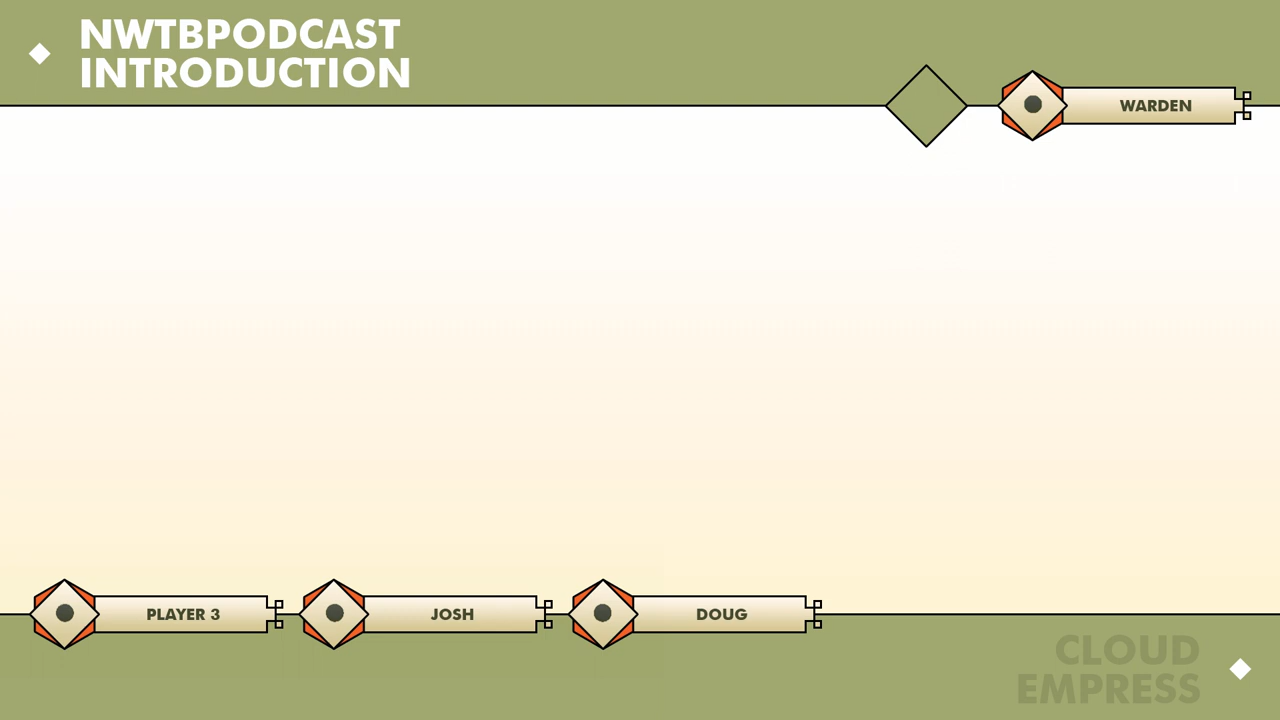 NWTBPODCAST
INTRODUCTION
WARDEN
PLAYER 3
JOSH
DOUG
CLOUD
EMPRESS